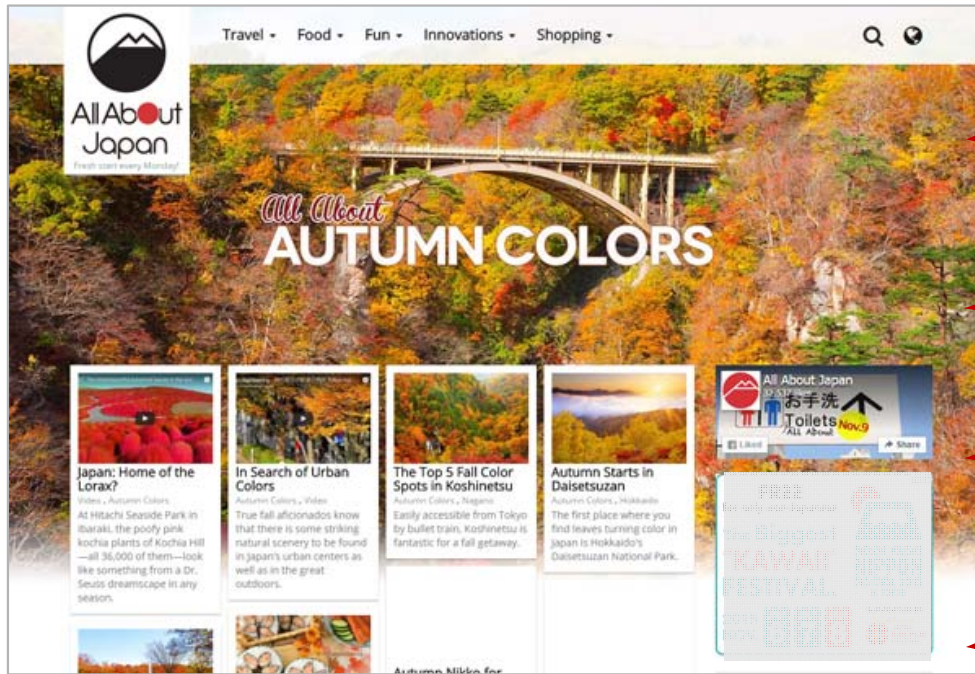 Travel Food Fun Innovations Shopping
All About
Japan
Fresh start every Monday!
All About
AUTUMN COLORS
Japan: Home of the
Lorax?
Video , Autumn Colors
At Hitachi Seaside Park in
Ibaraki, the poofy pink
kochia plants of Kochia Hill
—all 36,000 of them—look
like something from a Dr.
Seuss dreamscape in any
season.
In Search of Urban
Colors
Autumn Colors , Video
True fall aficionados know
that there is some striking
natural scenery to be found
in Japan's urban centers as
well as in the great
outdoors.
The Top 5 Fall Color
Spots in Koshinetsu
Autumn Colors , Nagano
Easily accessible from Tokyo
by bullet train, Koshinetsu is
fantastic for a fall getaway.
Autumn Starts in
Daisetsuzan
Autumn Colors , Hokkaido
The first place where you
find leaves turning color in
Japan is Hokkaido's
Daisetsuzan National Park.
All About Japan
お手洗
Toilets
All About
Nov.9
Liked Share
FREE
The Biggest
"KAWAII
FESTIVAL
Autumn Nikko for